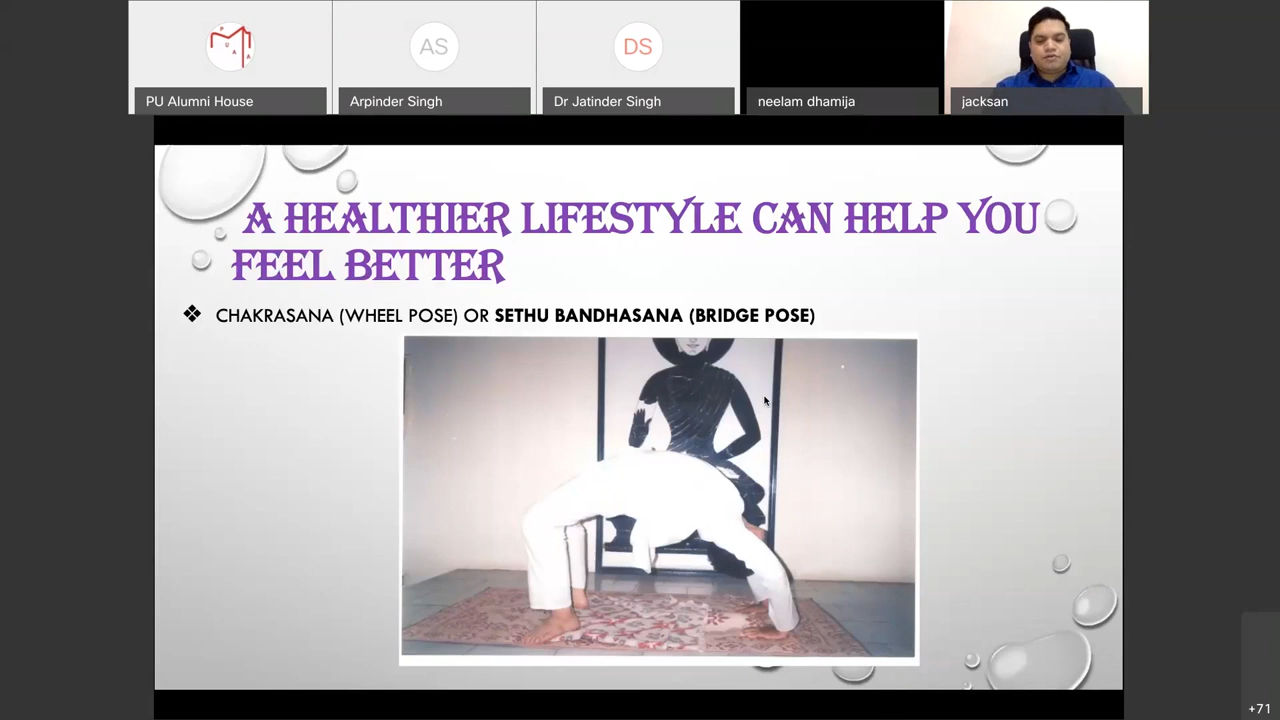 P
U
A
A
PU Alumni House
AS
Arpinder Singh
DS
Dr Jatinder Singh
neelam dhamija
jacksan
A HEALTHIER LIFESTYLE CAN HELP YOU
FEEL BETTER
❖ CHAKRASANA (WHEEL POSE) OR SETHU BANDHASANA (BRIDGE POSE)
+71